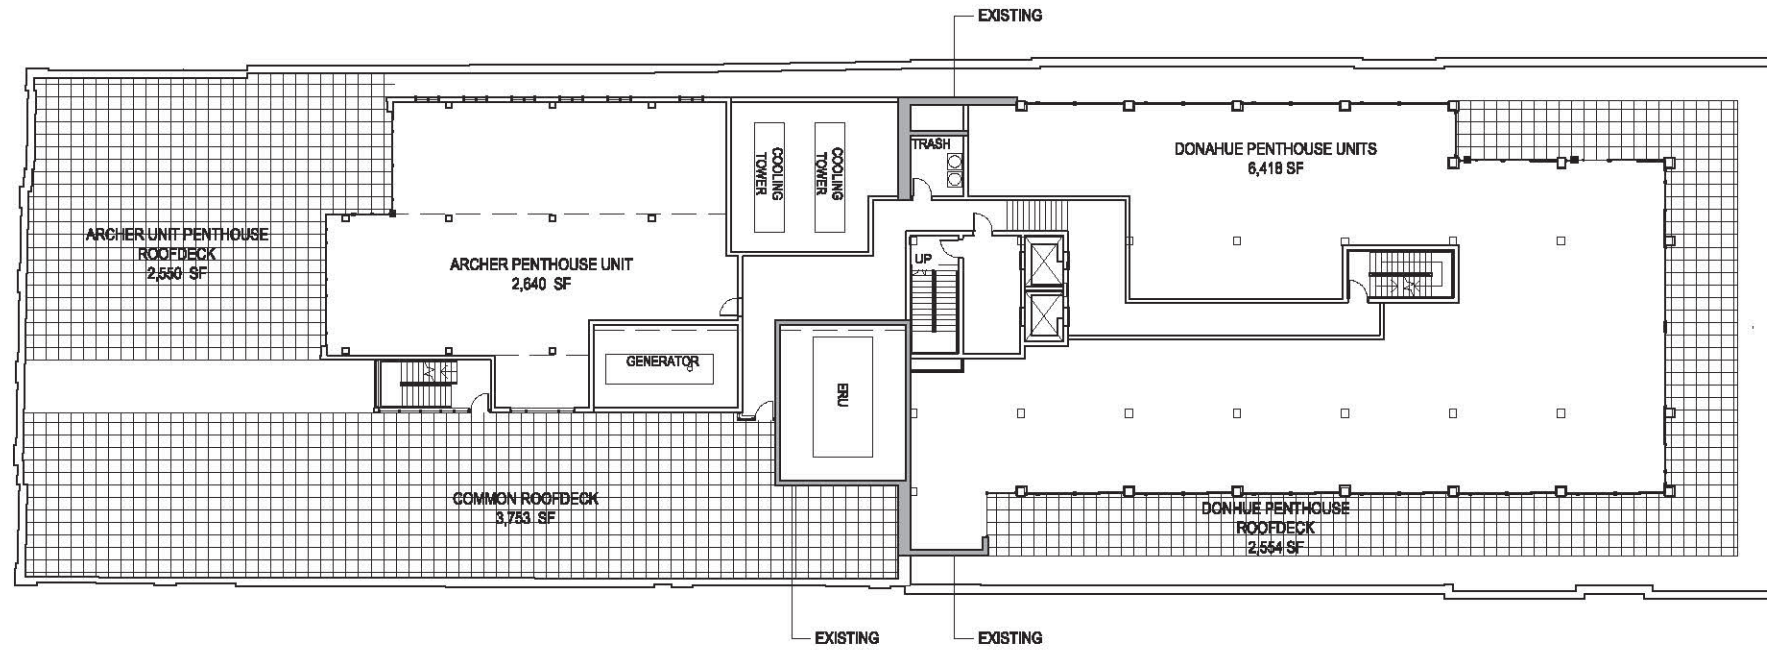 EXISTING
TRASH
DONAHUE PENTHOUSE UNITS
6,418 SF
COOLING
TOWER
COOLING
TOWER
ARCHER UNIT PENTHOUSE
ROOFDECK
2,550 SF
ARCHER PENTHOUSE UNIT
2,640 SF
UP
GENERATOR
ERU
COMMON ROOFDECK
3,753 SF
DONHUE PENTHOUSE
ROOFDECK
2,554 SF
EXISTING
EXISTING